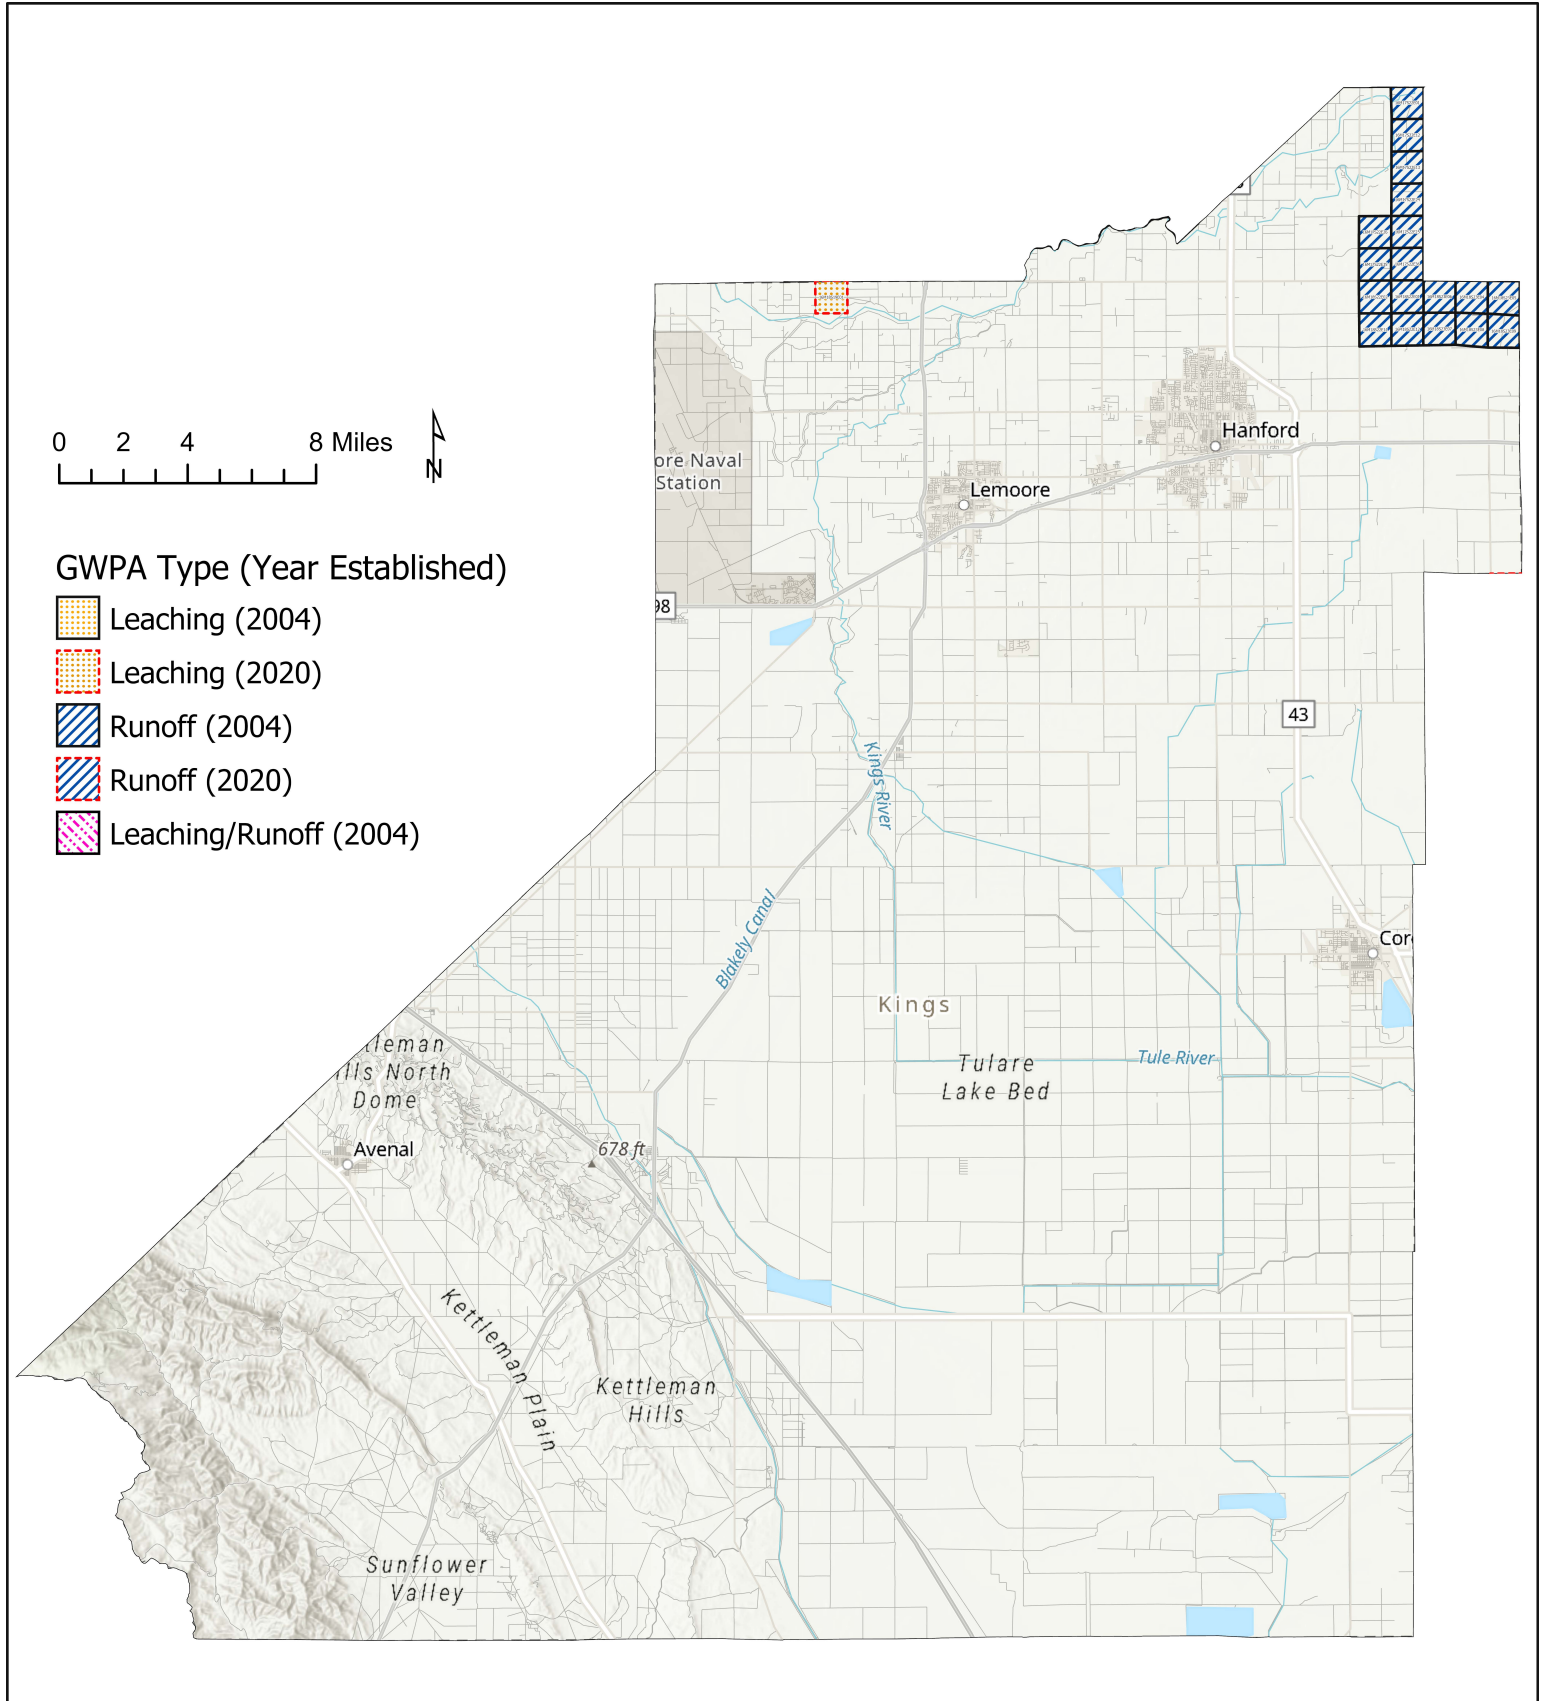 Hanford
ore Naval
Station
Lemoore
0 2 4 8 Miles
N
GWPA Type (Year Established)
Leaching (2004)
Leaching (2020)
Runoff (2004)
Runoff (2020)
Leaching/Runoff (2004)
98
43
Kings River
Blakely Canal
Cor
Kings
tleman
ills North
Dome
Tulare
Lake Bed
Tule River
Avenal
678 ft
Kettleman Plain
Kettleman
Hills
Sunflower
Valley